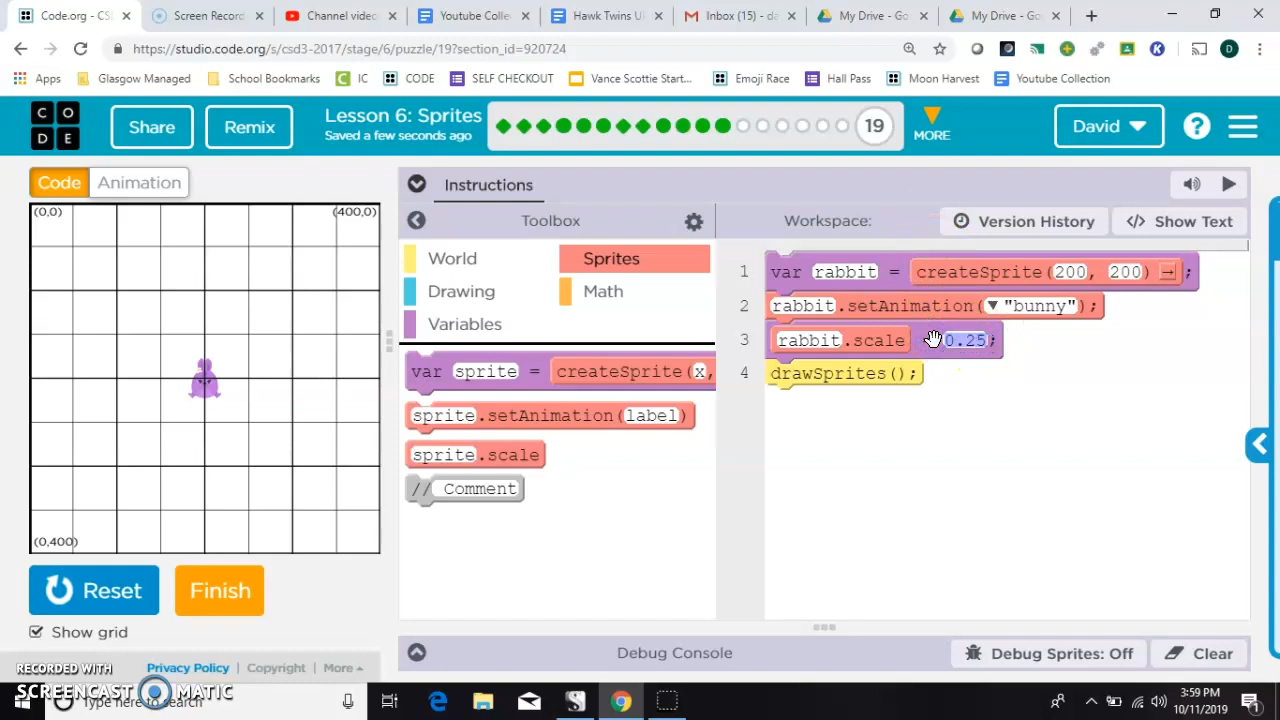 Code.org - CS
Screen Recor
Channel video
Youtube Colle
Hawk Twins U
Inbox (15) - da
My Drive - Go
My Drive - Go
https://studio.code.org/s/csd3-2017/stage/6/puzzle/19?section_id=920724
D
Apps
Glasgow Managed
School Bookmarks
C IC
CODE
SELF CHECKOUT
Vance Scottie Start...
Emoji Race
Hall Pass
Moon Harvest
Youtube Collection
C O
D E
Share
Remix
Lesson 6: Sprites
Saved a few seconds ago
19
MORE
David
?
Code
Animation
Instructions
Toolbox
Workspace:
Version History
</> Show Text
(0,0)
(400,0)
(0,400)
World
Sprites
Drawing
Math
Variables
var sprite = createSprite(x,
sprite.setAnimation(label)
sprite.scale
// Comment
1 var rabbit = createSprite(200, 200) → ;
2 rabbit.setAnimation(▼ "bunny");
3 rabbit.scale 0.25;
4 drawSprites();
Reset
Finish
Show grid
Debug Console
Debug Sprites: Off
Clear
Privacy Policy | Copyright | More
RECORDED WITH
SCREENCAST MATIC
Type here to search
3:59 PM
10/11/2019